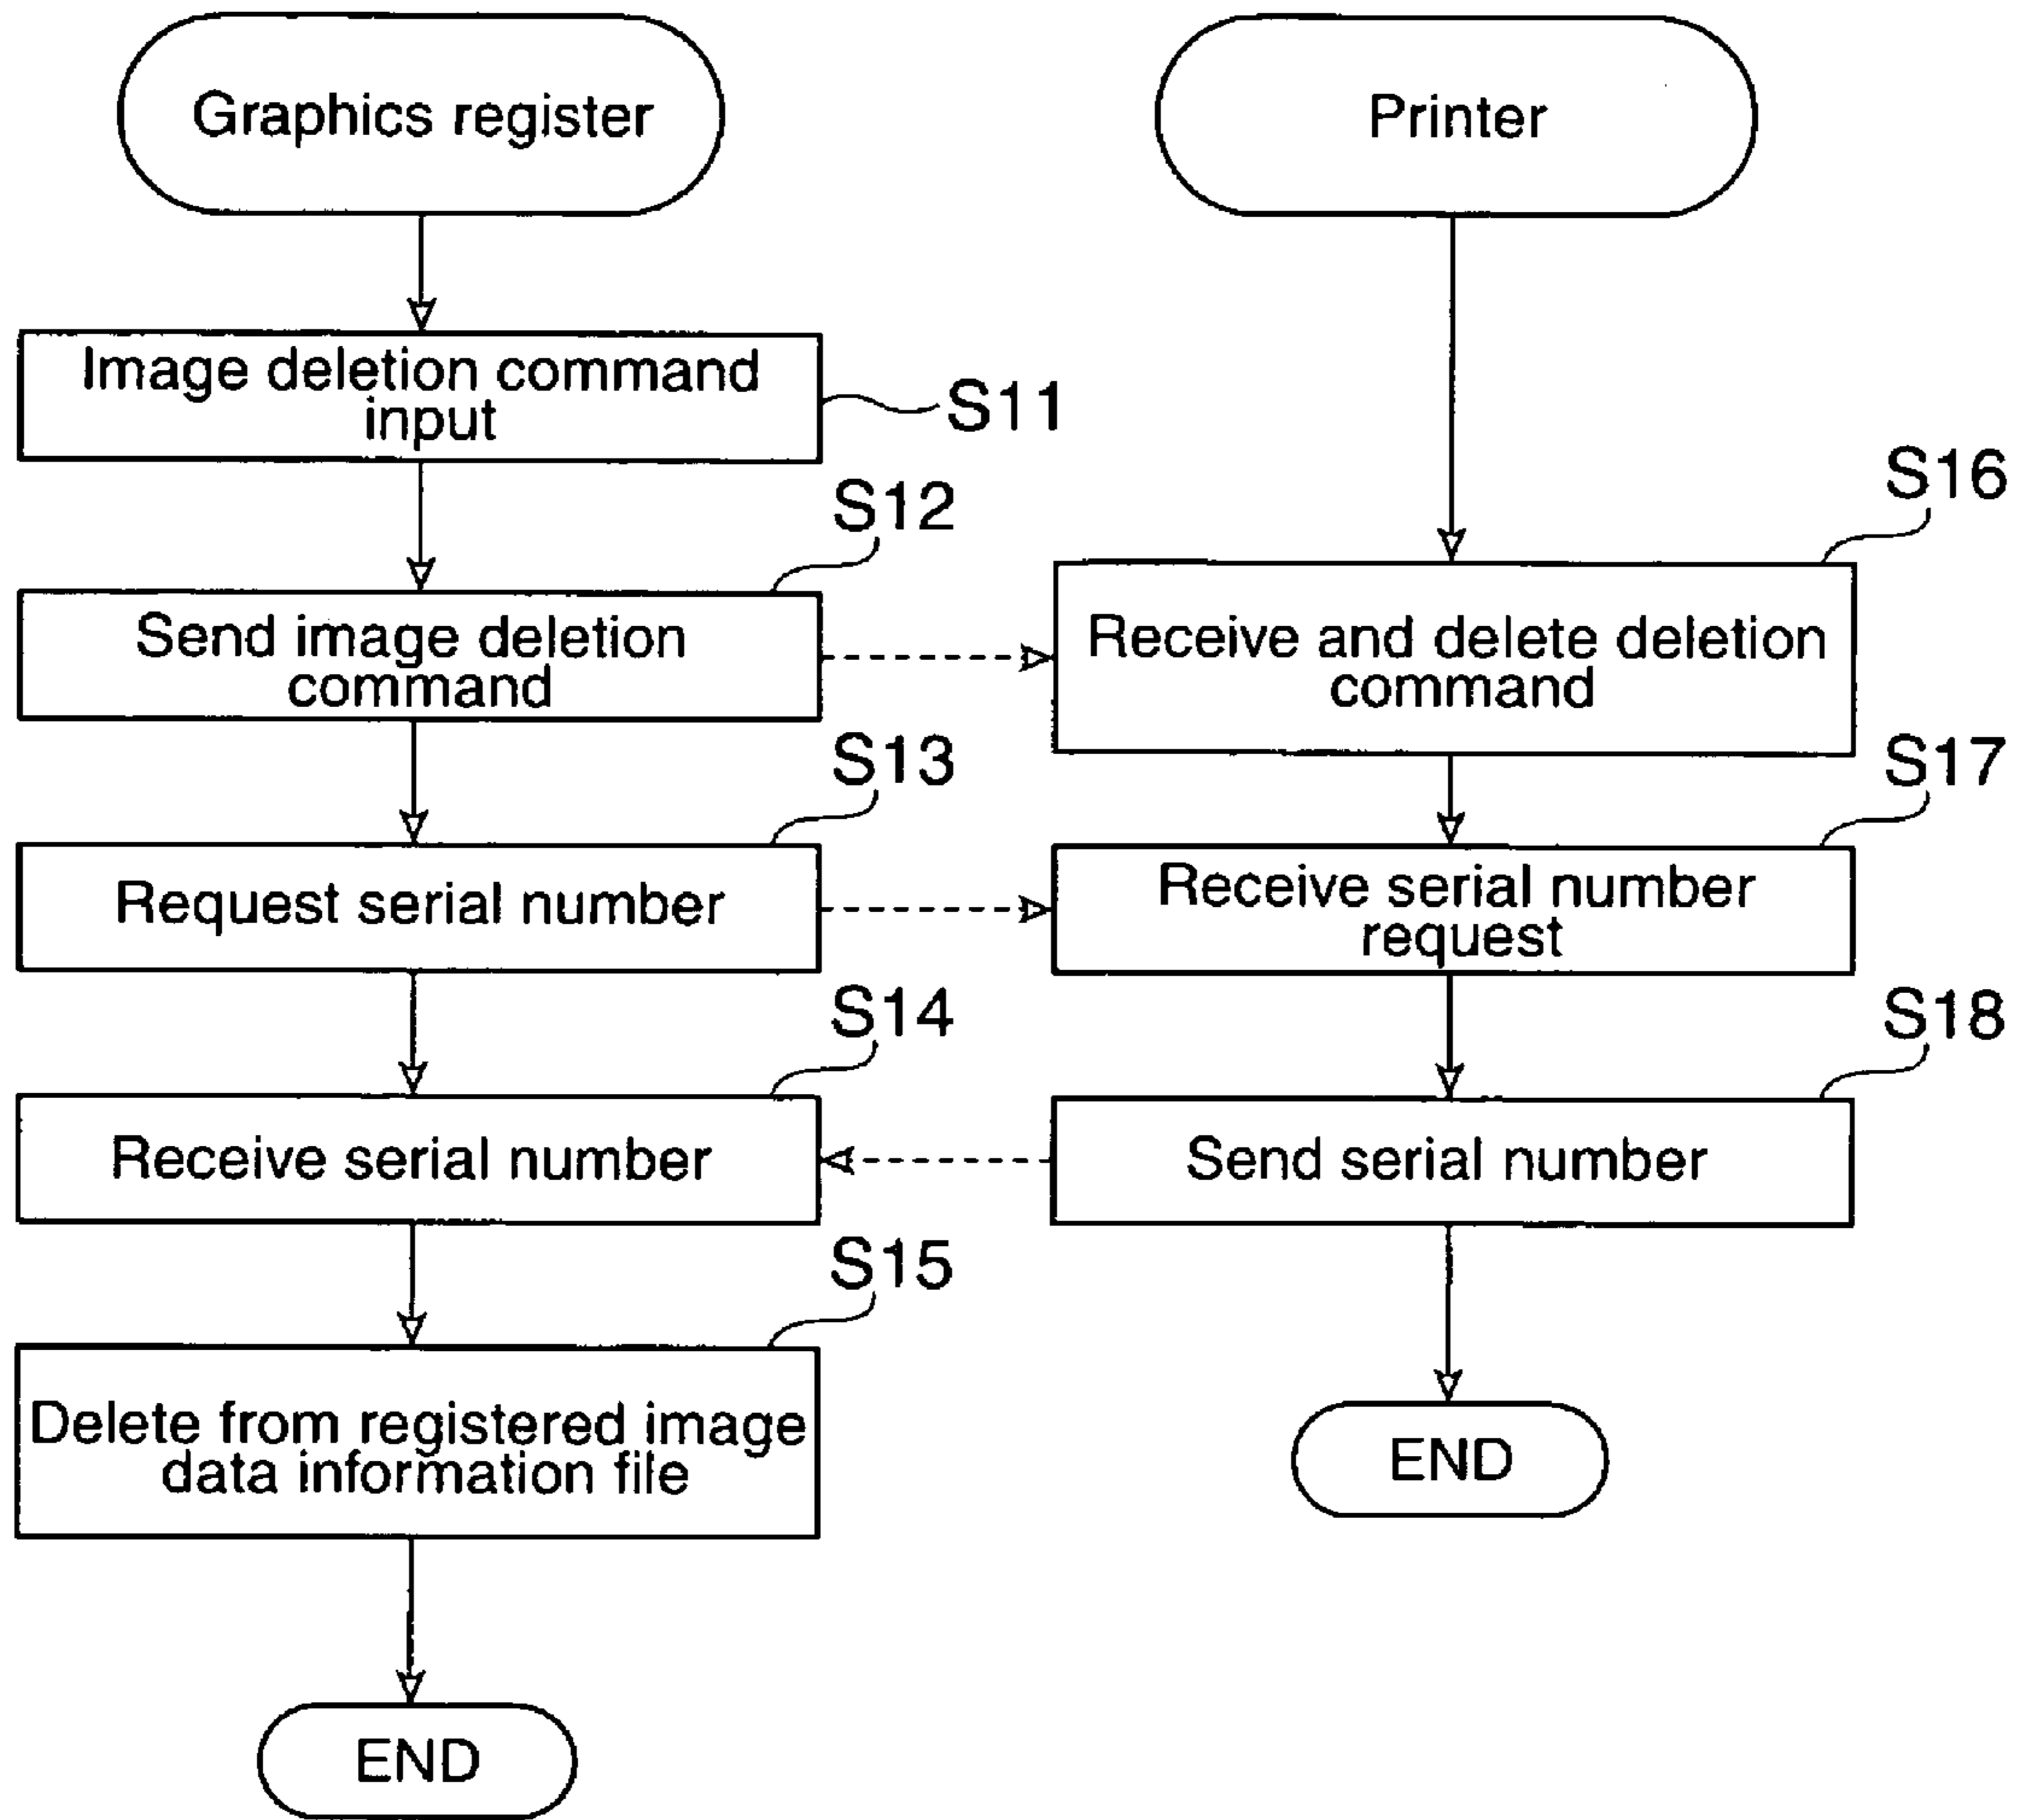 Graphics register
Printer
Image deletion command
input
S11
S12
S16
Send image deletion
command
Receive and delete deletion
command
S13
S17
Request serial number
Receive serial number
request
S14
S18
Receive serial number
Send serial number
S15
Delete from registered image
data information file
END
END